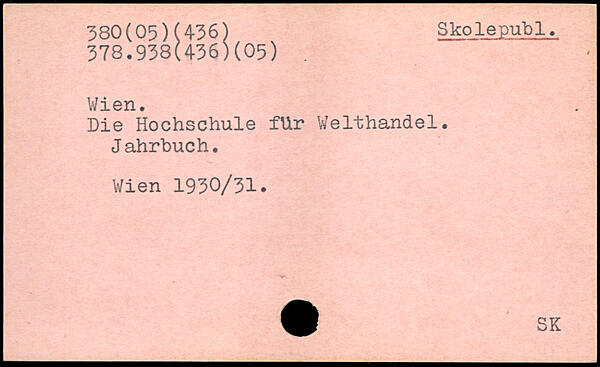 380(05)(436)
Skolepubl.
378.938(436)(05)
Wien.
Die Hochschule für Welthandel.
Jahrbuch.
Wien 1930/31.
SK